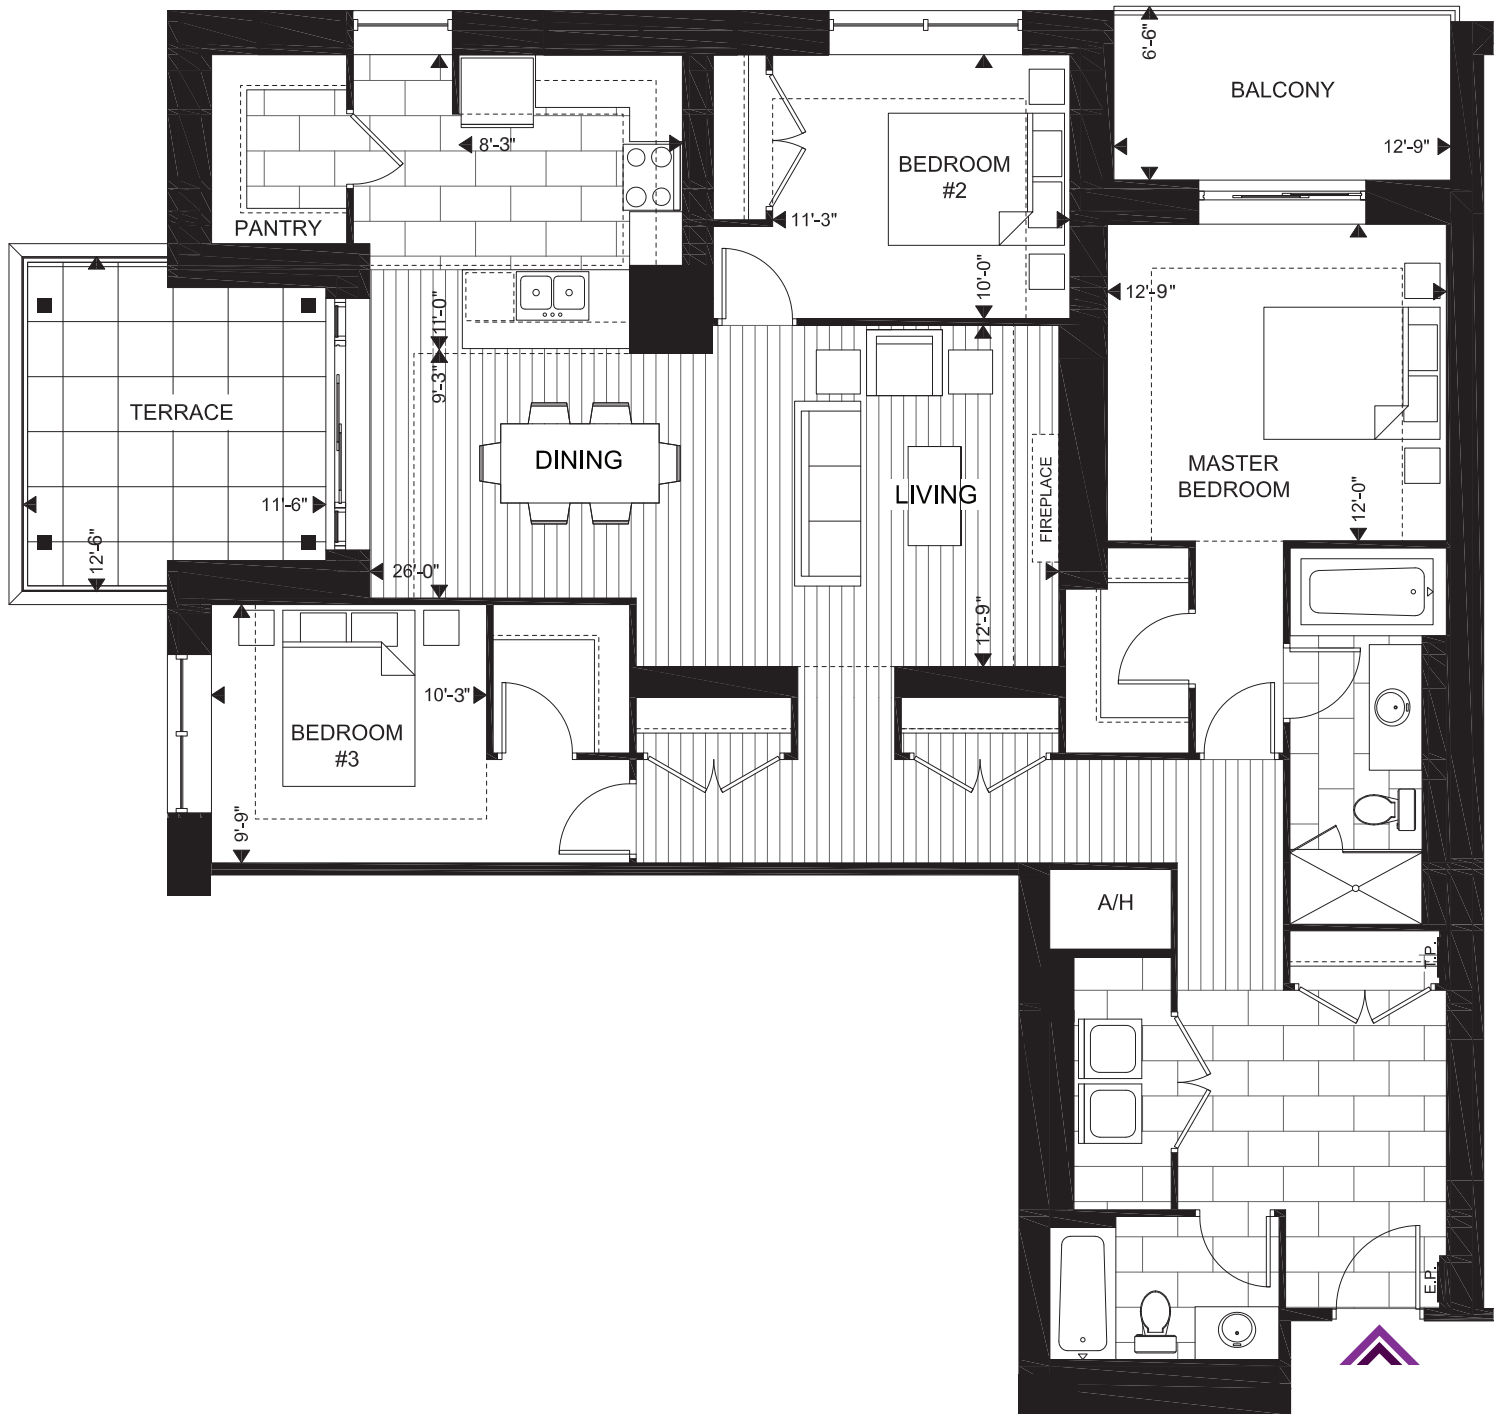 6'-6"
BALCONY
12'-9"
8'-3"
BEDROOM
#2
11'-3"
PANTRY
10'-0"
12'-9"
11'-0"
9'-3"
TERRACE
DINING
LIVING
FIREPLACE
MASTER
BEDROOM
12'-0"
11'-6"
12'-6"
26'-0"
12'-9"
10'-3"
BEDROOM
#3
9'-9"
A/H
T.P.
E.P.